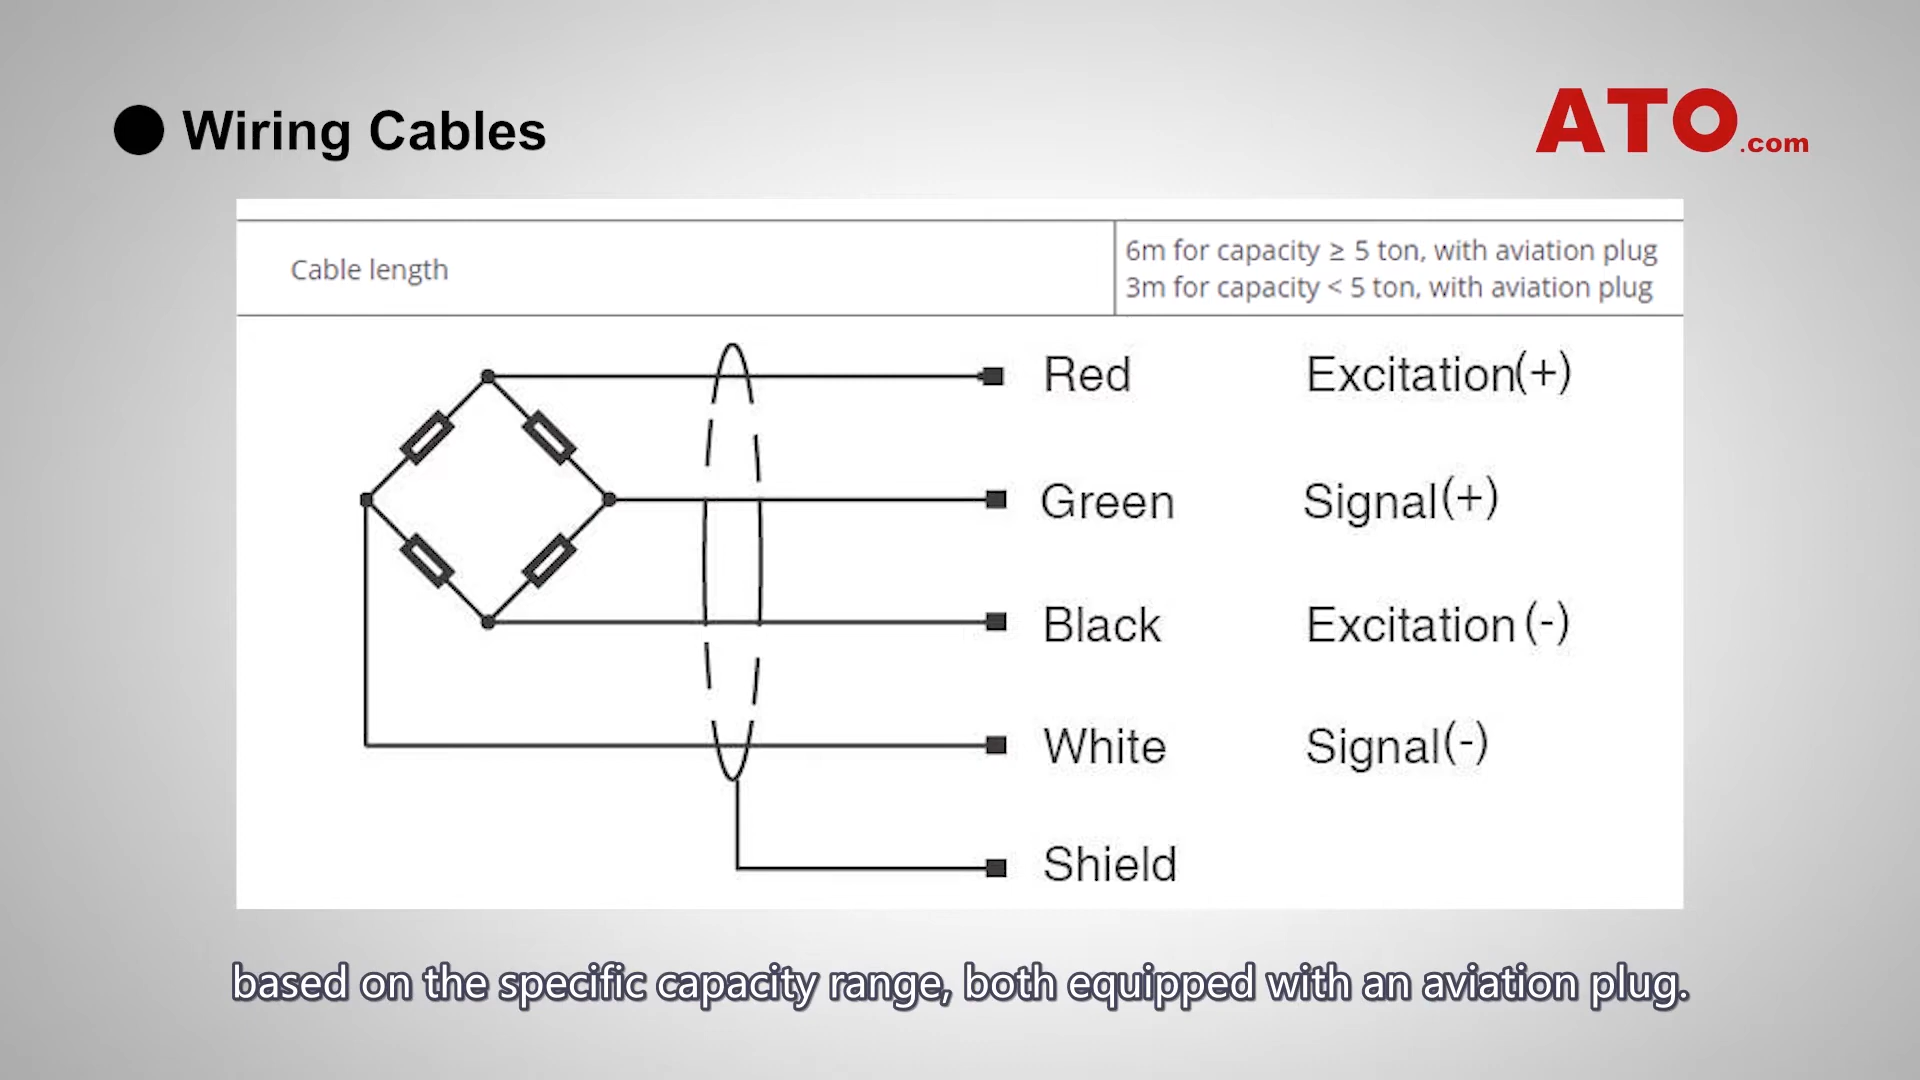 Wiring Cables
ATO.com
Cable length
6m for capacity ≥ 5 ton, with aviation plug
3m for capacity < 5 ton, with aviation plug
Red Excitation(+)
Green Signal(+)
Black Excitation(-)
White Signal(-)
Shield
based on the specific capacity range, both equipped with an aviation plug.